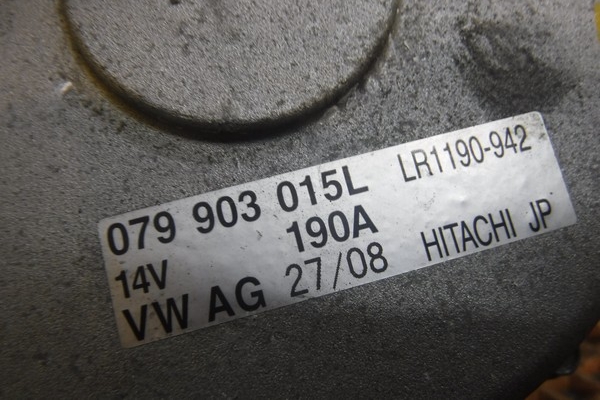 079 903 015L LR1190-942
14V 190A
VW AG 27/08 HITACHI JP